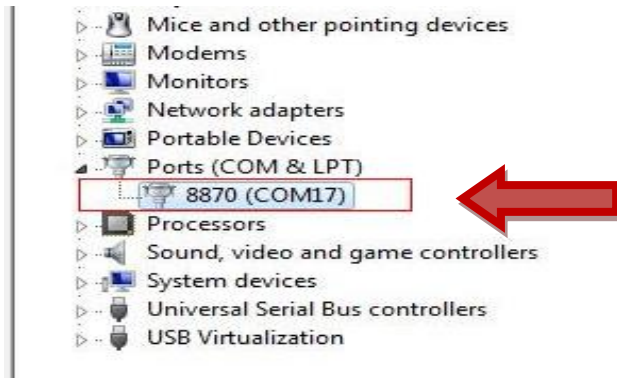 Mice and other pointing devices
Modems
Monitors
Network adapters
Portable Devices
Ports (COM & LPT)
8870 (COM17)
Processors
Sound, video and game controllers
System devices
Universal Serial Bus controllers
USB Virtualization